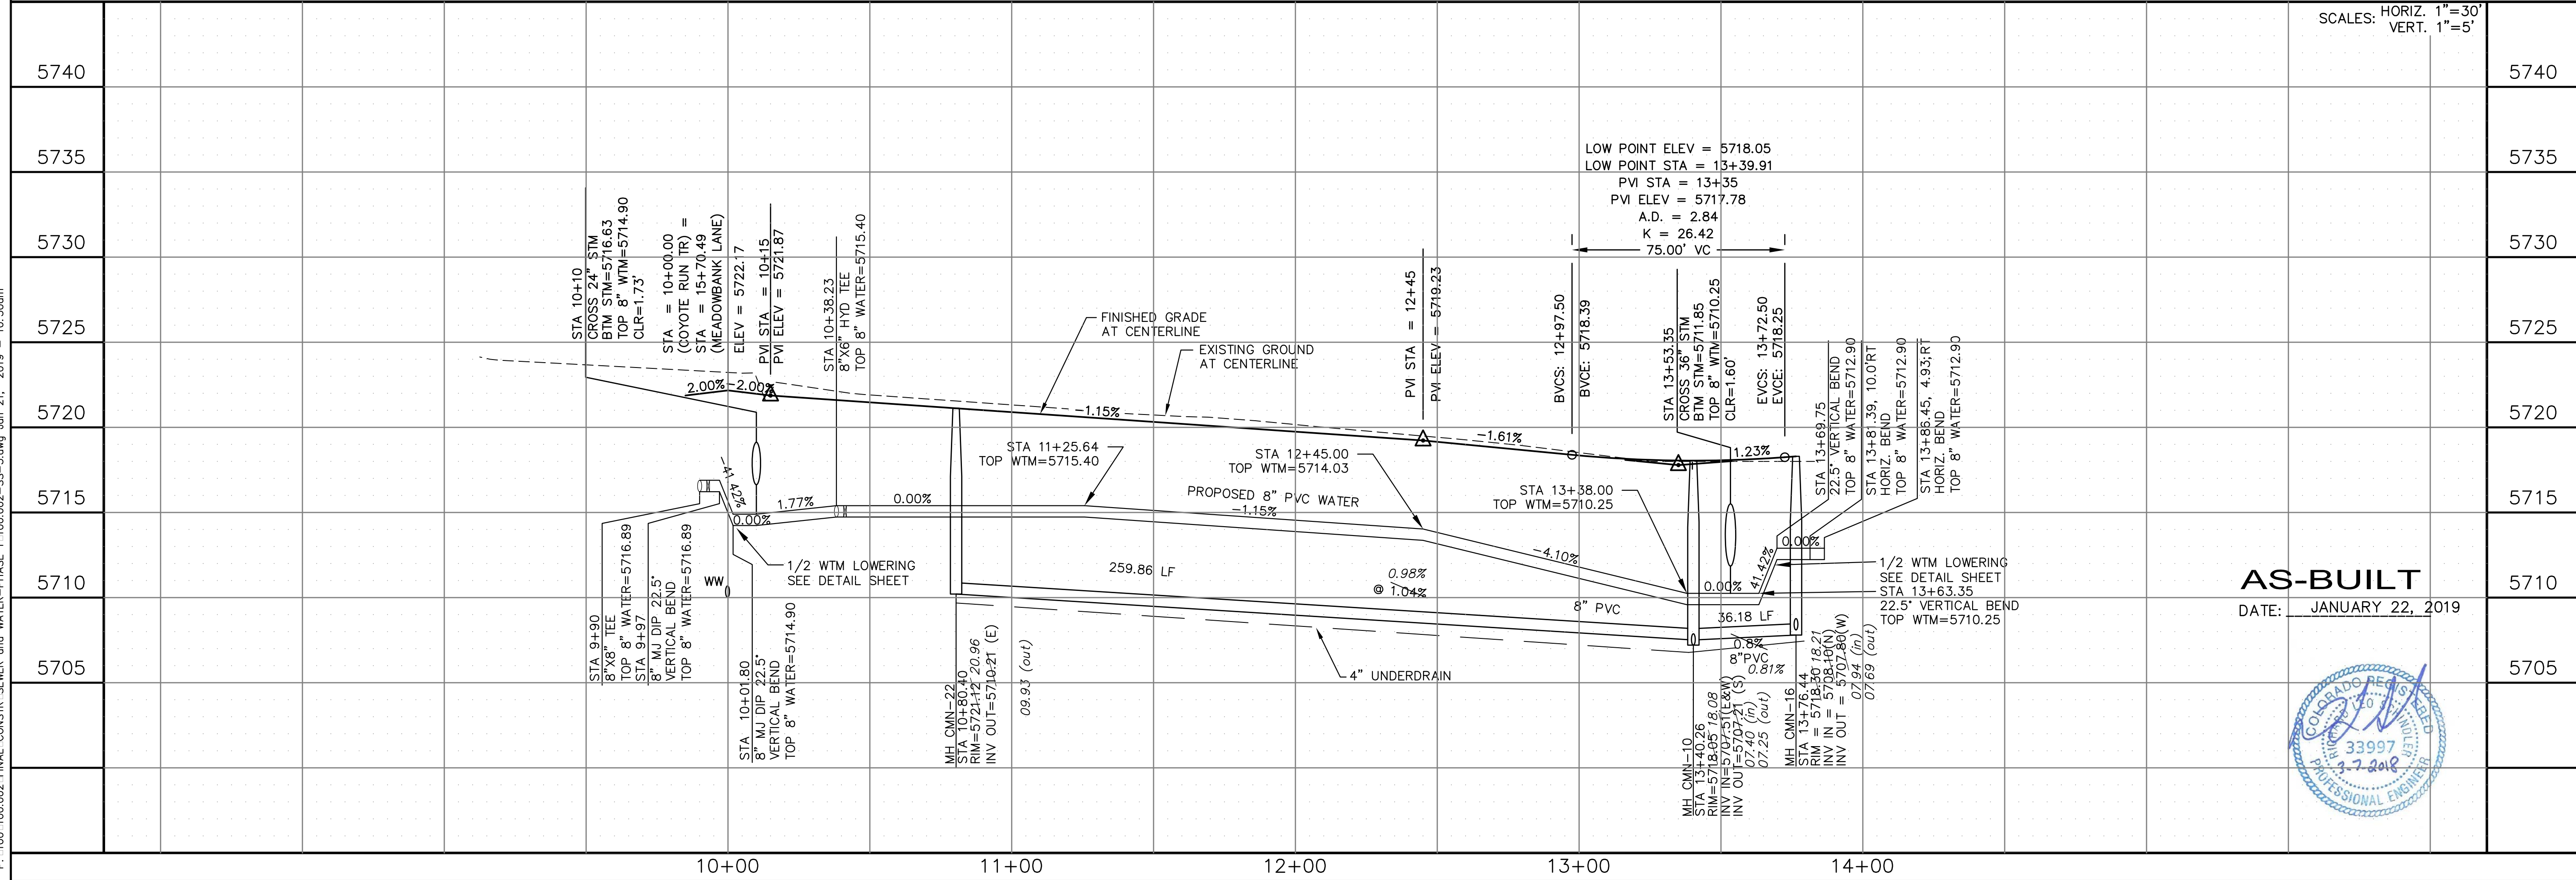 SCALES: HORIZ. 1"=30'
VERT. 1"=5'
5740
5735
5730
5725
5720
5715
5710
5705
5740
5735
5730
5725
5720
5715
5710
5705
LOW POINT ELEV = 5718.05
LOW POINT STA = 13+39.91
PVI STA = 13+35
PVI ELEV = 5717.78
A.D. = 2.84
K = 26.42
75.00' VC
STA 10+10
CROSS 24" STM
BTM STM=5716.63
TOP 8" WTM=5714.90
CLR=1.73'
STA = 10+00.00
(COYOTE RUN TR) =
STA = 15+70.49
(MEADOWBANK LANE)
ELEV = 5722.17
PVI STA = 10+15
PVI ELEV = 5721.87
STA 10+38.23
8"X6" HYD TEE
TOP 8" WATER=5715.40
FINISHED GRADE
AT CENTERLINE
EXISTING GROUND
AT CENTERLINE
PVI STA = 12+45
PVI ELEV = 5719.23
BVCS: 12+97.50
BVCE: 5718.39
STA 13+53.35
CROSS 36" STM
BTM STM=5711.85
TOP 8" WTM=5710.25
CLR=1.60'
EVCS: 13+72.50
EVCE: 5718.25
STA 13+69.75
22.5° VERTICAL BEND
TOP 8" WATER=5712.90
STA 13+81.39, 10.0'RT
HORIZ. BEND
TOP 8" WATER=5712.90
STA 13+86.45, 4.93;RT
HORIZ. BEND
TOP 8" WATER=5712.90
2.00%
-2.00%
-1.15%
-1.61%
1.23%
STA 11+25.64
TOP WTM=5715.40
STA 12+45.00
TOP WTM=5714.03
STA 13+38.00
TOP WTM=5710.25
-41.42%
0.00%
1.77%
0.00%
PROPOSED 8" PVC WATER
-1.15%
-4.10%
0.00%
41.42%
0.00%
1/2 WTM LOWERING
SEE DETAIL SHEET
WW
259.86 LF
0.98%
@ 1.04%
8" PVC
36.18 LF
0.8%
8"PVC
0.81%
1/2 WTM LOWERING
SEE DETAIL SHEET
STA 13+63.35
22.5° VERTICAL BEND
TOP WTM=5710.25
4" UNDERDRAIN
STA 9+90
8"X8" TEE
TOP 8" WATER=5716.89
STA 9+97
8" MJ DIP 22.5°
VERTICAL BEND
TOP 8" WATER=5716.89
STA 10+01.80
8" MJ DIP 22.5°
VERTICAL BEND
TOP 8" WATER=5714.90
MH CMN-22
STA 10+80.40
RIM=5721.12 20.96
INV OUT=5710.21 (E)
09.93 (out)
MH CMN-10
STA 13+40.26
RIM=5718.05 18.08
INV IN=5707.51(E&W)
INV OUT=5707.21 (S)
07.40 (in)
07.25 (out)
MH CMN-16
STA 13+76.44
RIM = 5718.30 18.21
INV IN = 5708.10(N)
INV OUT = 5707.80(W)
07.94 (in)
07.69 (out)
AS-BUILT
DATE: JANUARY 22, 2019
COLORADO REGISTERED
33997
3-7-2018
PROFESSIONAL ENGINEER
10+00
11+00
12+00
13+00
14+00